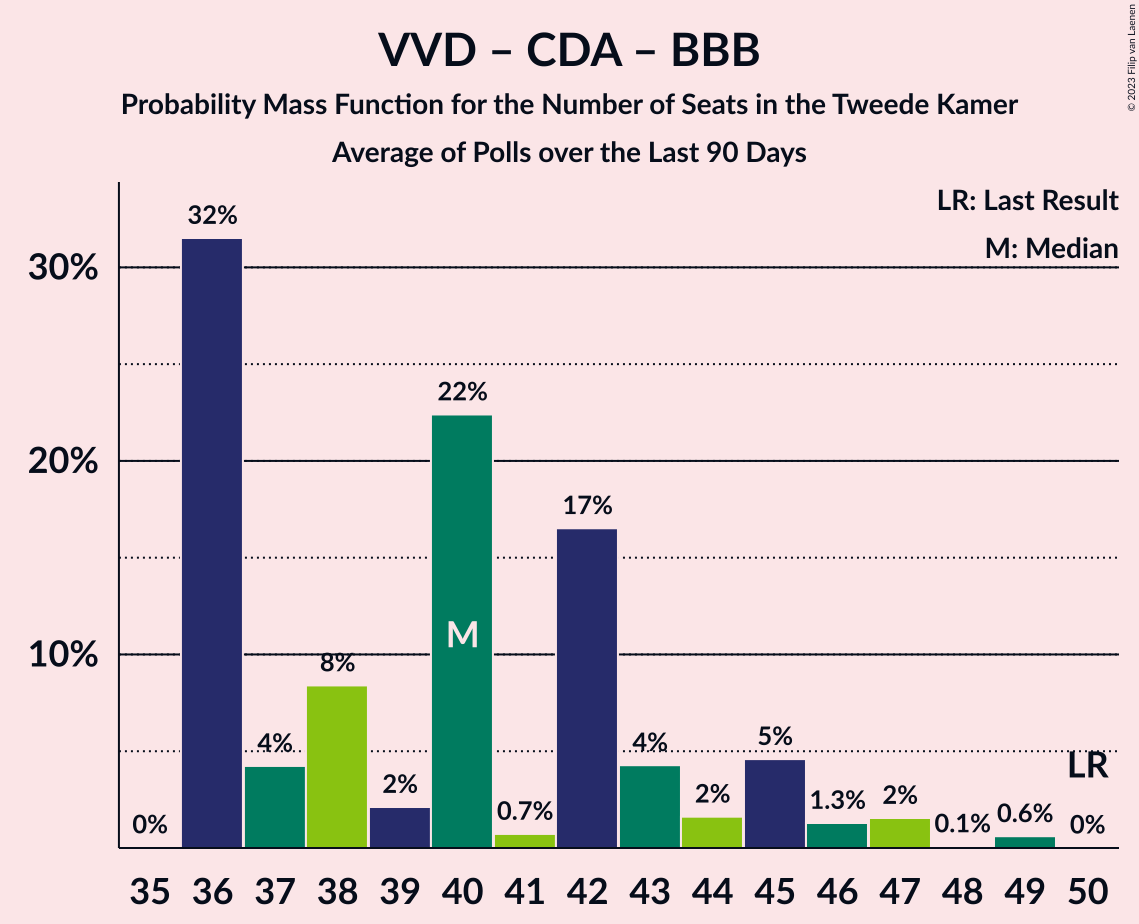 VVD – CDA – BBB
Probability Mass Function for the Number of Seats in the Tweede Kamer
Average of Polls over the Last 90 Days
© 2023 Filip van Laenen
LR: Last Result
M: Median
30%
20%
10%
0%
32%
4%
8%
2%
22%
0.7%
17%
4%
2%
5%
1.3%
2%
0.1%
0.6%
0%
M
LR
35 36 37 38 39 40 41 42 43 44 45 46 47 48 49 50